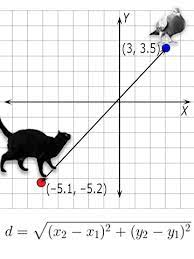 Y
(3, 3.5)
X
(−5.1, −5.2)
d = √(x₂ − x₁)² + (y₂ − y₁)²